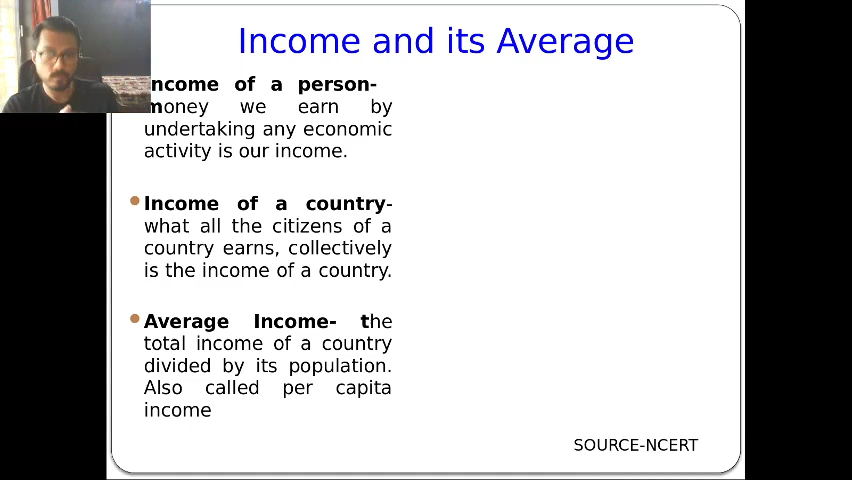 Income and its Average
ncome of a person-
money we earn by
undertaking any economic
activity is our income.
Income of a country-
what all the citizens of a
country earns, collectively
is the income of a country.
Average Income- the
total income of a country
divided by its population.
Also called per capita
income
SOURCE-NCERT